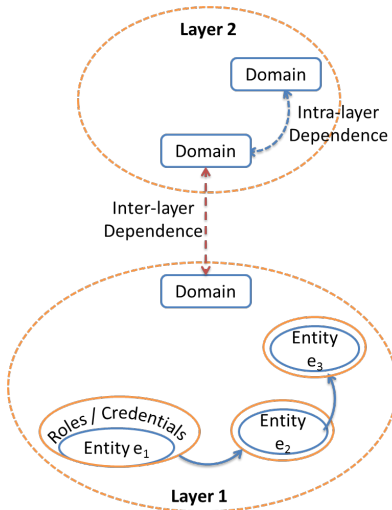 Layer 2
Domain
Intra-layer
Dependence
Domain
Inter-layer
Dependence
Domain
Entity
e3
Roles / Credentials
Entity e1
Entity
e2
Layer 1